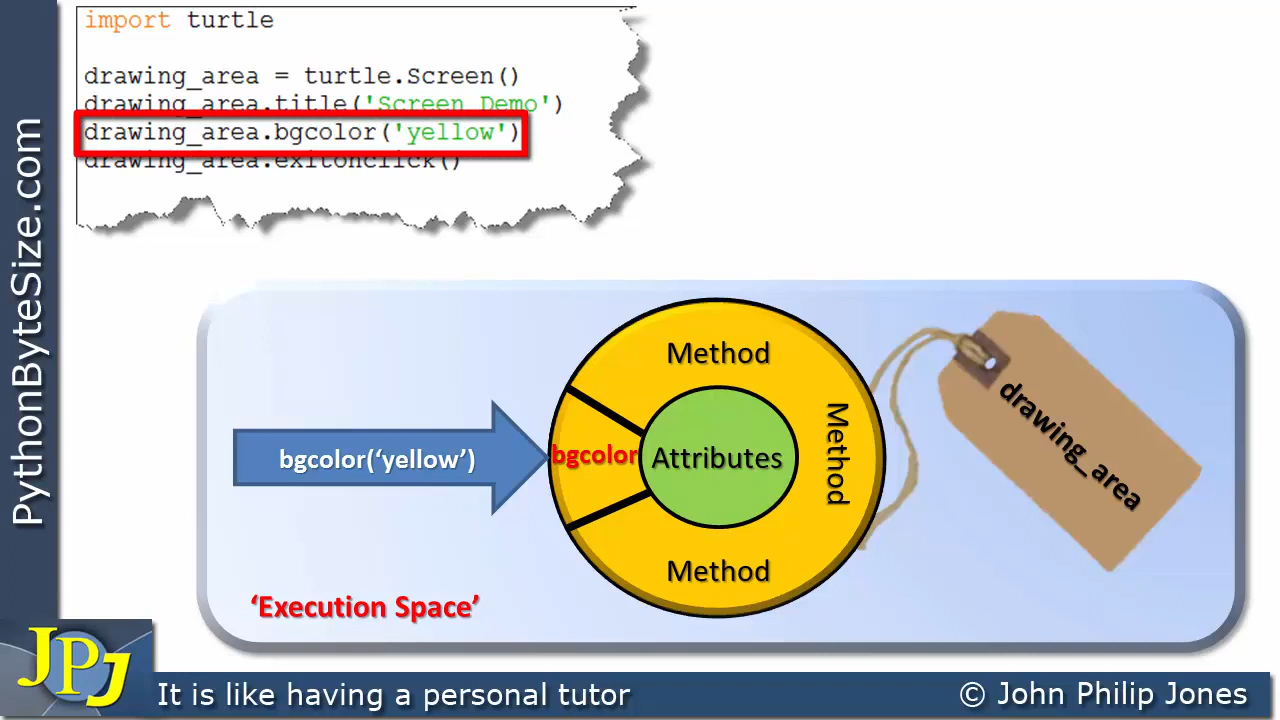 import turtle
drawing_area = turtle.Screen()
drawing_area.title('Screen Demo')
drawing_area.bgcolor('yellow')
drawing_area.exitonclick()
PythonByteSize.com
Method
Method
Method
bgcolor(‘yellow’)
bgcolor
Attributes
drawing_area
‘Execution Space’
JPJ
It is like having a personal tutor
© John Philip Jones